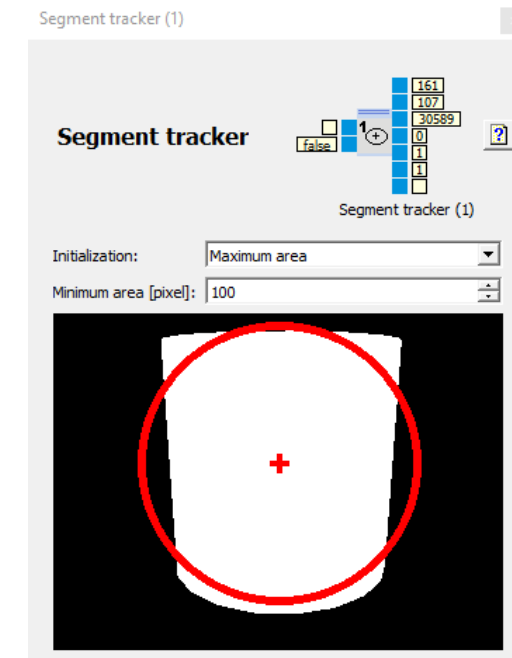 Segment tracker (1)
Segment tracker
161
107
30589
0
1
1
false
1
?
Segment tracker (1)
Initialization: Maximum area
Minimum area [pixel]: 100